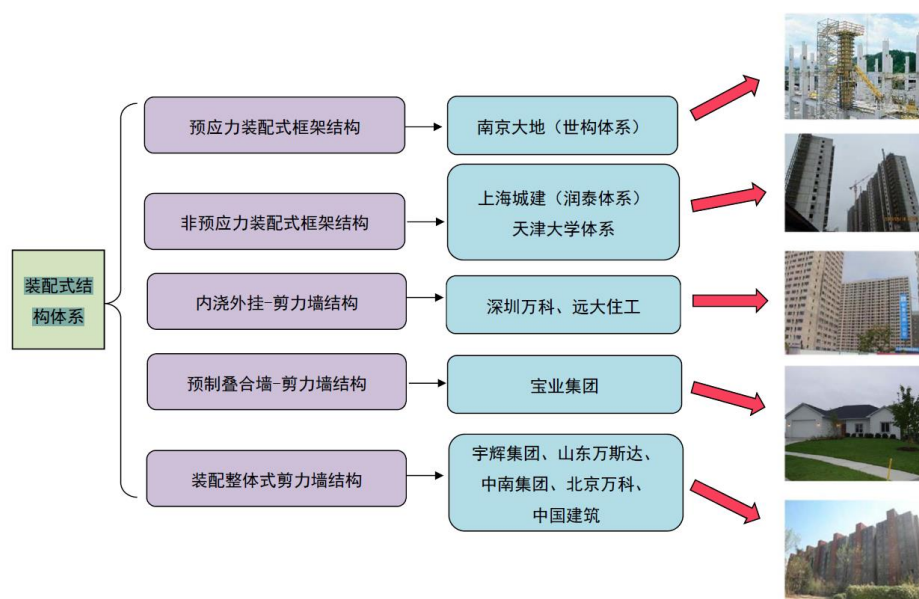 预应力装配式框架结构
南京大地（世构体系）
非预应力装配式框架结构
上海城建（润泰体系）
天津大学体系
装配式结
构体系
内浇外挂-剪力墙结构
深圳万科、远大住工
预制叠合墙-剪力墙结构
宝业集团
装配整体式剪力墙结构
宇辉集团、山东万斯达、
中南集团、北京万科、
中国建筑